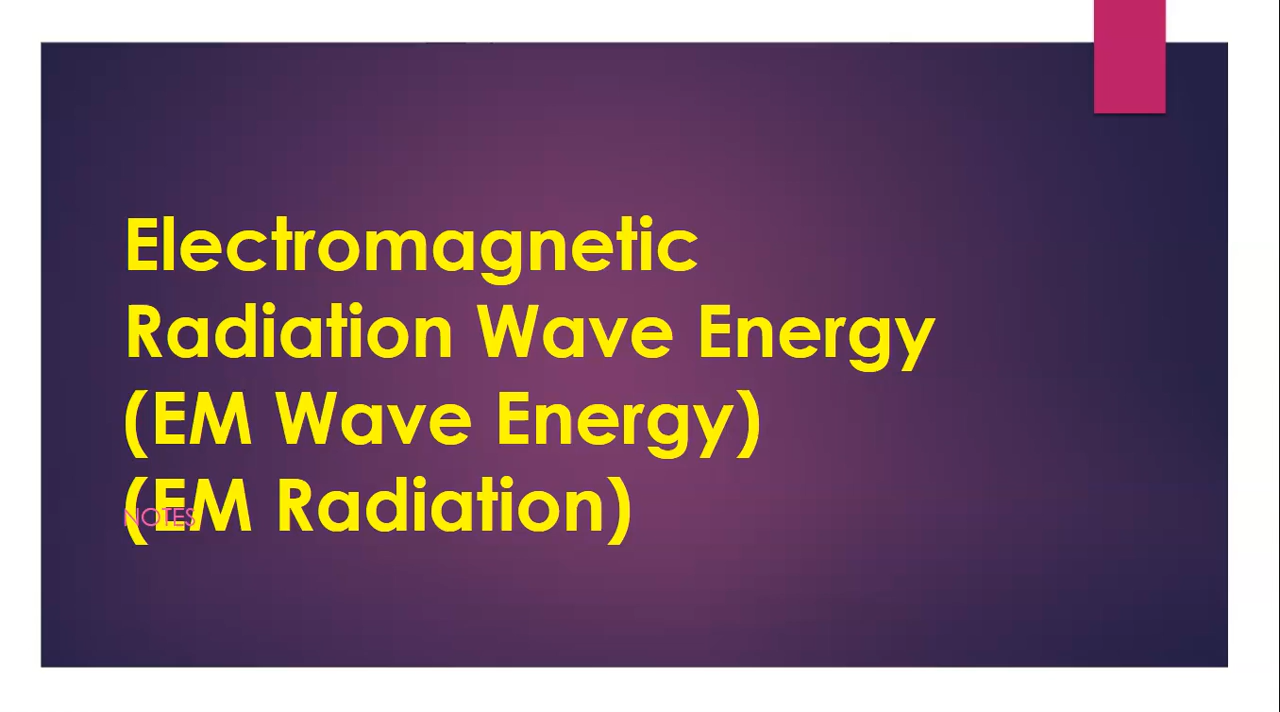 Electromagnetic
Radiation Wave Energy
(EM Wave Energy)
(EM Radiation)
NOTES